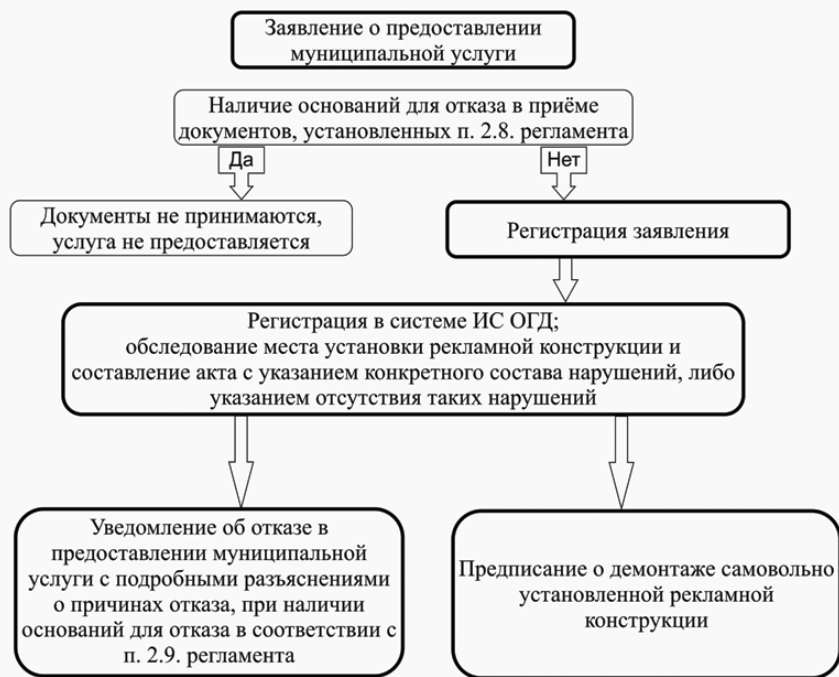 Заявление о предоставлении
муниципальной услуги
Наличие оснований для отказа в приёме
документов, установленных п. 2.8. регламента
Да
Нет
Документы не принимаются,
услуга не предоставляется
Регистрация заявления
Регистрация в системе ИС ОГД;
обследование места установки рекламной конструкции и
составление акта с указанием конкретного состава нарушений, либо
указанием отсутствия таких нарушений
Уведомление об отказе в
предоставлении муниципальной
услуги с подробными разъяснениями
о причинах отказа, при наличии
оснований для отказа в соответствии с
п. 2.9. регламента
Предписание о демонтаже самовольно
установленной рекламной
конструкции